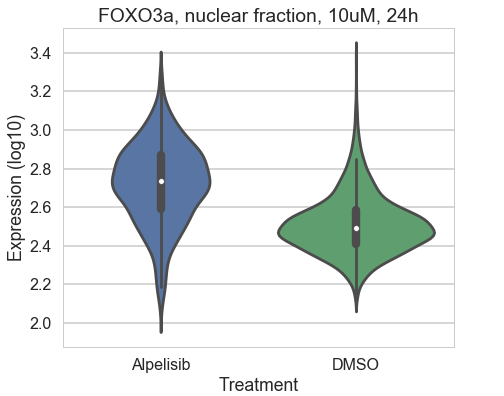 FOXO3a, nuclear fraction, 10uM, 24h
Expression (log10)
3.4
3.2
3.0
2.8
2.6
2.4
2.2
2.0
Alpelisib
DMSO
Treatment